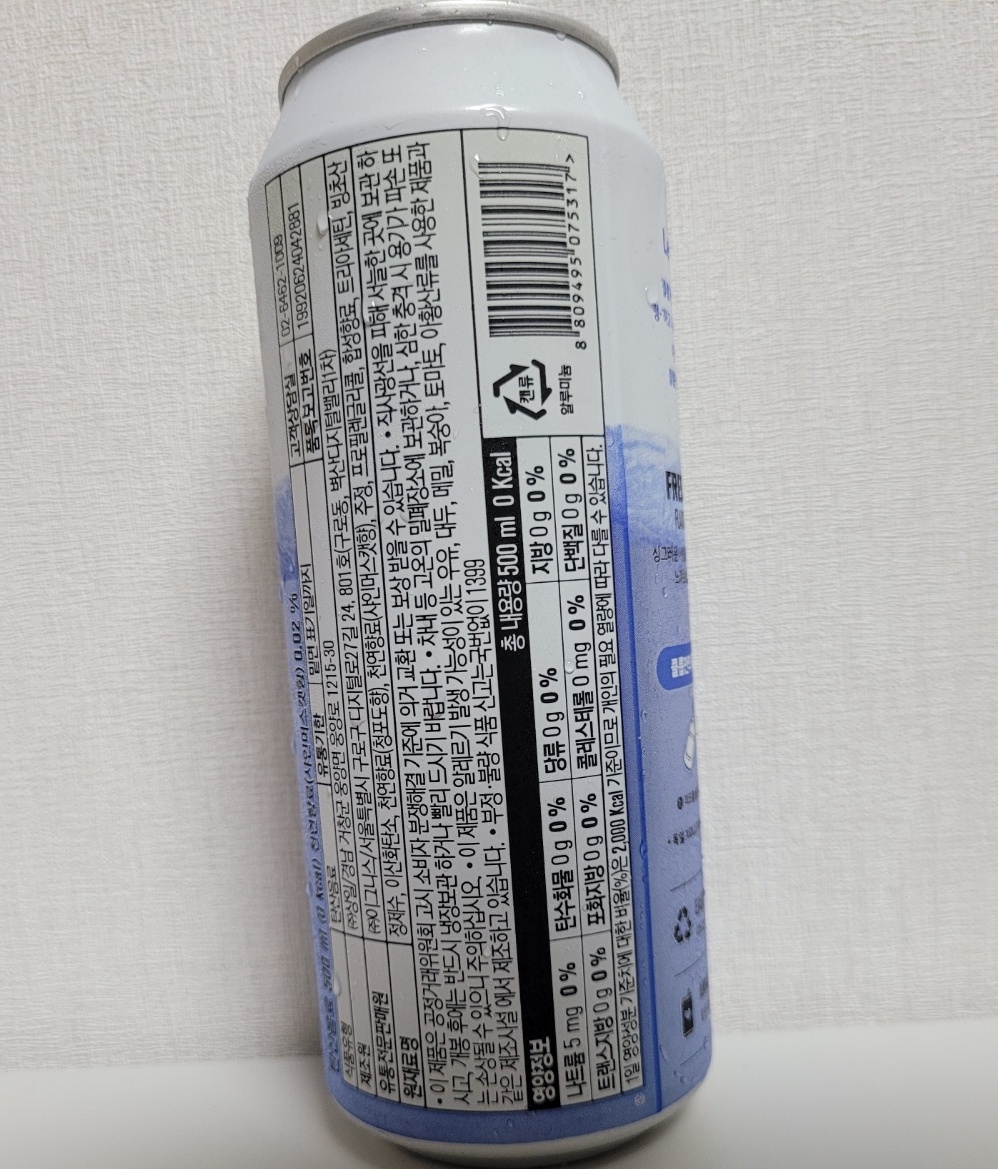 탄산음료 500 ml (0 kcal) 천연향료(샤인머스캣향) 0.02 %
식품유형 탄산음료 유통기한 밑면 표기일까지 고객상담실 02-6462-1009
품목보고번호 19920624042881
제조원 ㈜상일/경남 거창군 웅양면 웅양로 1215-30
유통전문판매원 ㈜이그니스/서울특별시 구로구 디지털로27길 24, 801호(구로동, 벽산디지털밸리1차)
원재료명 정제수, 이산화탄소, 천연향료(청포도향), 천연향료(샤인머스캣향), 주정, 프로필렌글리콜, 합성향료, 트리아세틴, 빙초산
• 이 제품은 공정거래위원회 고시 소비자 분쟁해결 기준에 의거 교환 또는 보상 받을 수 있습니다. • 직사광선을 피해 서늘한 곳에 보관 하
시고, 개봉 후에는 반드시 냉장보관 하거나 빨리 드시기 바랍니다. • 차내 등 고온의 밀폐장소에 보관하거나, 심한 충격 시 용기가 파손 또
는 손상될 수 있으니 주의하십시오. • 이 제품은 알레르기 발생 가능성이 있는 우유, 대두, 메밀, 복숭아, 토마토, 아황산류를 사용한 제품과
같은 제조시설에서 제조하고 있습니다. • 부정·불량 식품 신고는 국번없이 1399
영양정보 총 내용량 500 ml 0 Kcal
나트륨 5 mg 0 % 탄수화물 0 g 0 % 당류 0 g 0 % 지방 0 g 0 %
트랜스지방 0 g 0 % 포화지방 0 g 0 % 콜레스테롤 0 mg 0 % 단백질 0 g 0 %
1일 영양성분 기준치에 대한 비율(%)은 2,000 Kcal 기준이므로 개인의 필요 열량에 따라 다를 수 있습니다.
캔류
알루미늄
8 809495 075317 >